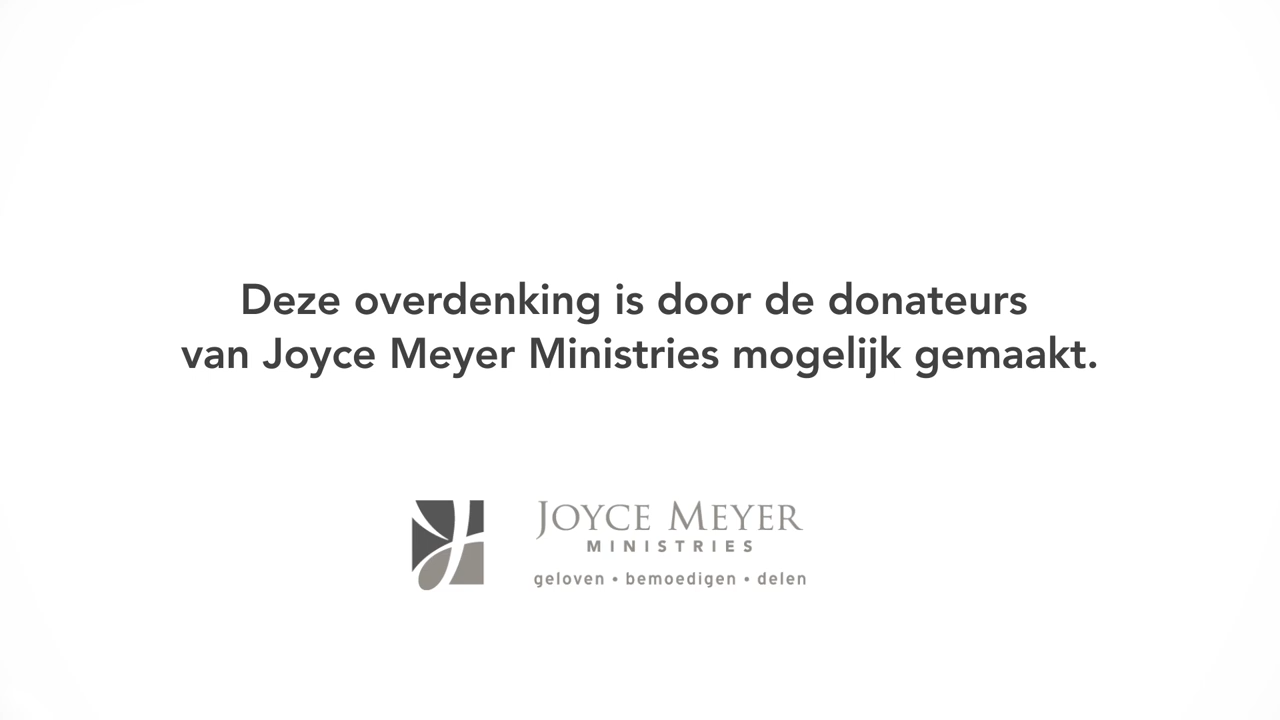 Deze overdenking is door de donateurs
van Joyce Meyer Ministries mogelijk gemaakt.
JOYCE MEYER
MINISTRIES
geloven • bemoedigen • delen